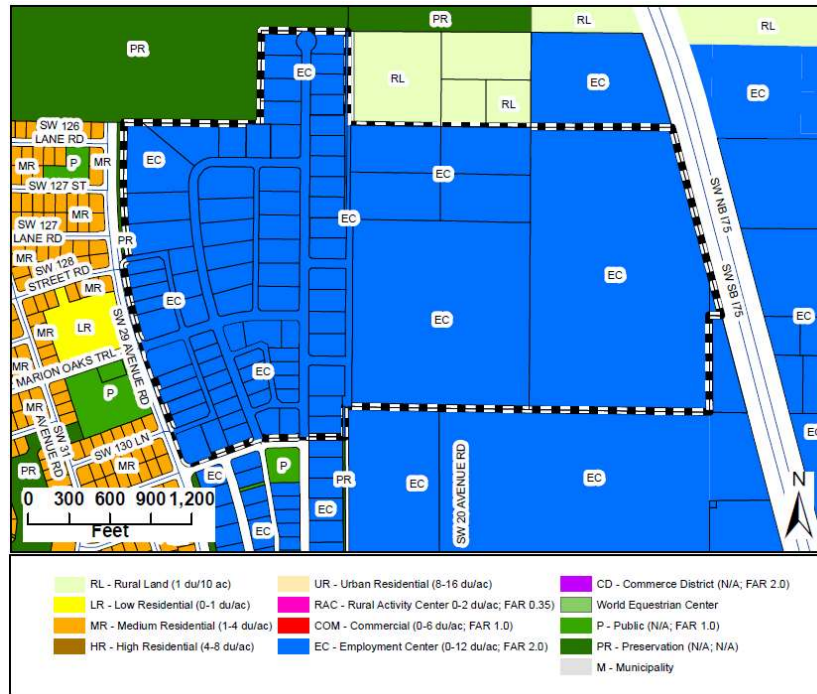 PR
RL
RL
PR
EC
RL
EC
EC
RL
SW 126
LANE RD
MR
P
MR
EC
EC
SW 127 ST
MR
SW 127
LANE RD
EC
PR
MR
SW 128
STREET RD
MR
EC
EC
MR
LR
EC
MR
MARION OAKS TRL
SW 29 AVENUE RD
P
EC
MR
SW 31
AVENUE RD
SW 130 LN
MR
PR
EC
P
PR
EC
SW 20 AVENUE RD
EC
EC
EC
EC
SW NB I75
SW SB I75
EC
EC
N
0 300 600 900 1,200
Feet
RL - Rural Land (1 du/10 ac)
LR - Low Residential (0-1 du/ac)
MR - Medium Residential (1-4 du/ac)
HR - High Residential (4-8 du/ac)
UR - Urban Residential (8-16 du/ac)
RAC - Rural Activity Center 0-2 du/ac; FAR 0.35)
COM - Commercial (0-6 du/ac; FAR 1.0)
EC - Employment Center (0-12 du/ac; FAR 2.0)
CD - Commerce District (N/A; FAR 2.0)
World Equestrian Center
P - Public (N/A; FAR 1.0)
PR - Preservation (N/A; N/A)
M - Municipality